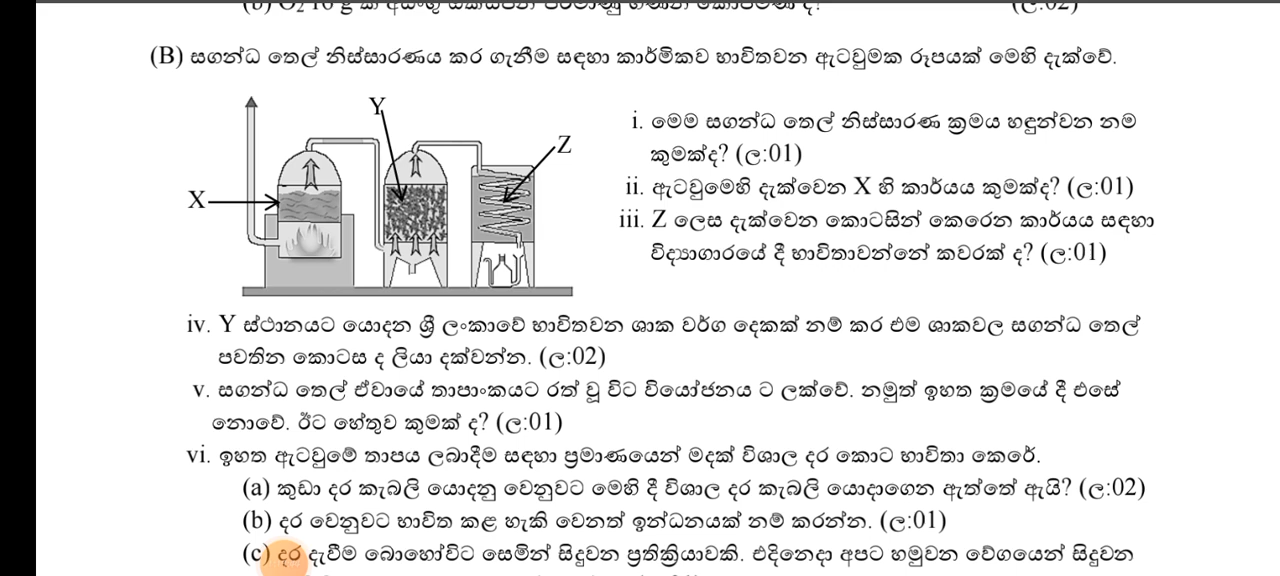 (B) සගන්ධ තෙල් නිස්සාරණය කර ගැනීම සඳහා කාර්මිකව භාවිතවන ඇටවුමක රූපයක් මෙහි දැක්වේ.
X
Y
Z
i. මෙම සගන්ධ තෙල් නිස්සාරණ ක්‍රමය හඳුන්වන නම
කුමක්ද? (ල:01)
ii. ඇටවුමෙහි දැක්වෙන X හි කාර්යය කුමක්ද? (ල:01)
iii. Z ලෙස දැක්වෙන කොටසින් කෙරෙන කාර්යය සඳහා
විද්‍යාගාරයේ දී භාවිතාවන්නේ කවරක් ද? (ල:01)
iv. Y ස්ථානයට යොදන ශ්‍රී ලංකාවේ භාවිතවන ශාක වර්ග දෙකක් නම් කර එම ශාකවල සගන්ධ තෙල්
පවතින කොටස ද ලියා දක්වන්න. (ල:02)
v. සගන්ධ තෙල් ඒවායේ තාපාංකයට රත් වූ විට වියෝජනය ට ලක්වේ. නමුත් ඉහත ක්‍රමයේ දී එසේ
නොවේ. ඊට හේතුව කුමක් ද? (ල:01)
vi. ඉහත ඇටවුමේ තාපය ලබාදීම සඳහා ප්‍රමාණයෙන් මදක් විශාල දර කොට භාවිතා කෙරේ.
(a) කුඩා දර කැබලි යොදනු වෙනුවට මෙහි දී විශාල දර කැබලි යොදාගෙන ඇත්තේ ඇයි? (ල:02)
(b) දර වෙනුවට භාවිත කළ හැකි වෙනත් ඉන්ධනයක් නම් කරන්න. (ල:01)
(c) දර දැවීම බොහෝවිට සෙමින් සිදුවන ප්‍රතික්‍රියාවකි. එදිනෙදා අපට හමුවන වේගයෙන් සිදුවන